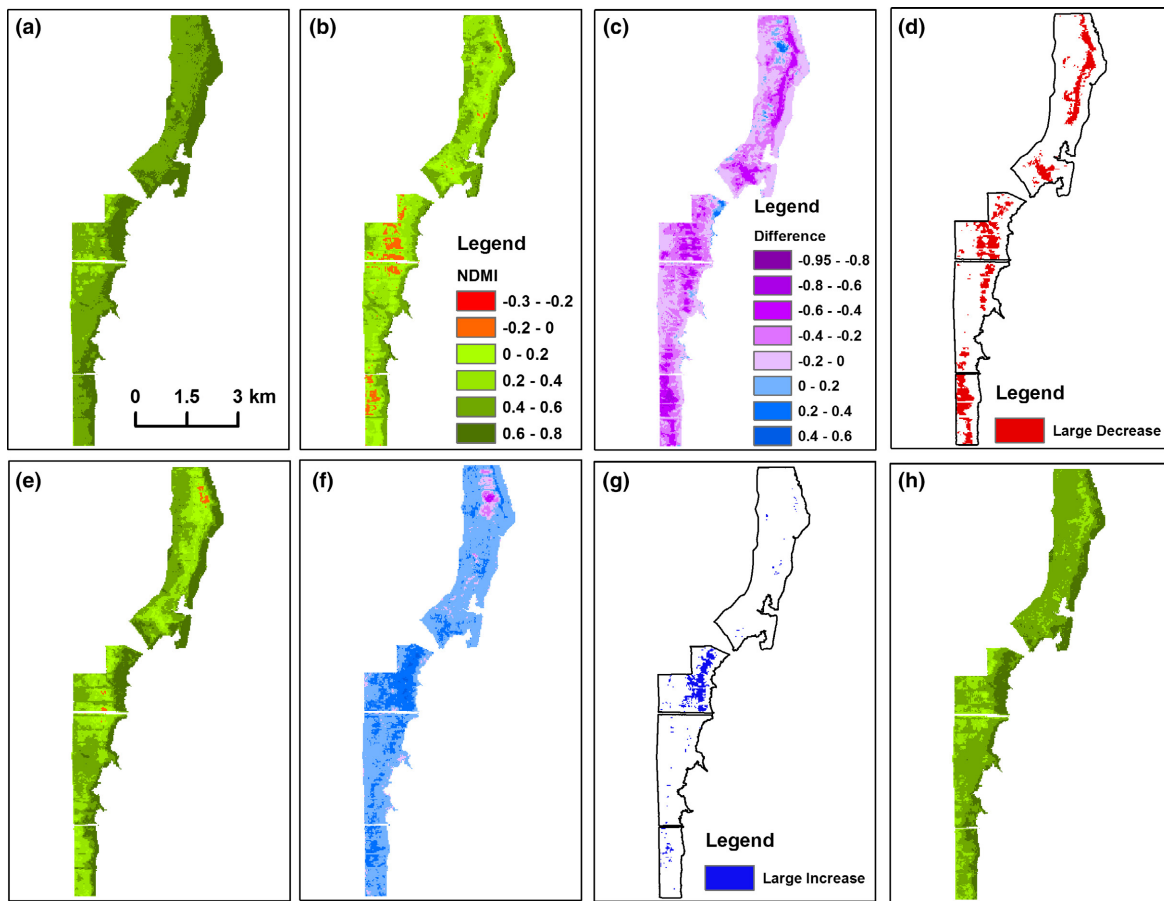 (a)
0 1.5 3 km
(b)
Legend
NDMI
-0.3 - -0.2
-0.2 - 0
0 - 0.2
0.2 - 0.4
0.4 - 0.6
0.6 - 0.8
(c)
Legend
Difference
-0.95 - -0.8
-0.8 - -0.6
-0.6 - -0.4
-0.4 - -0.2
-0.2 - 0
0 - 0.2
0.2 - 0.4
0.4 - 0.6
(d)
Legend
Large Decrease
(e)
(f)
(g)
Legend
Large Increase
(h)